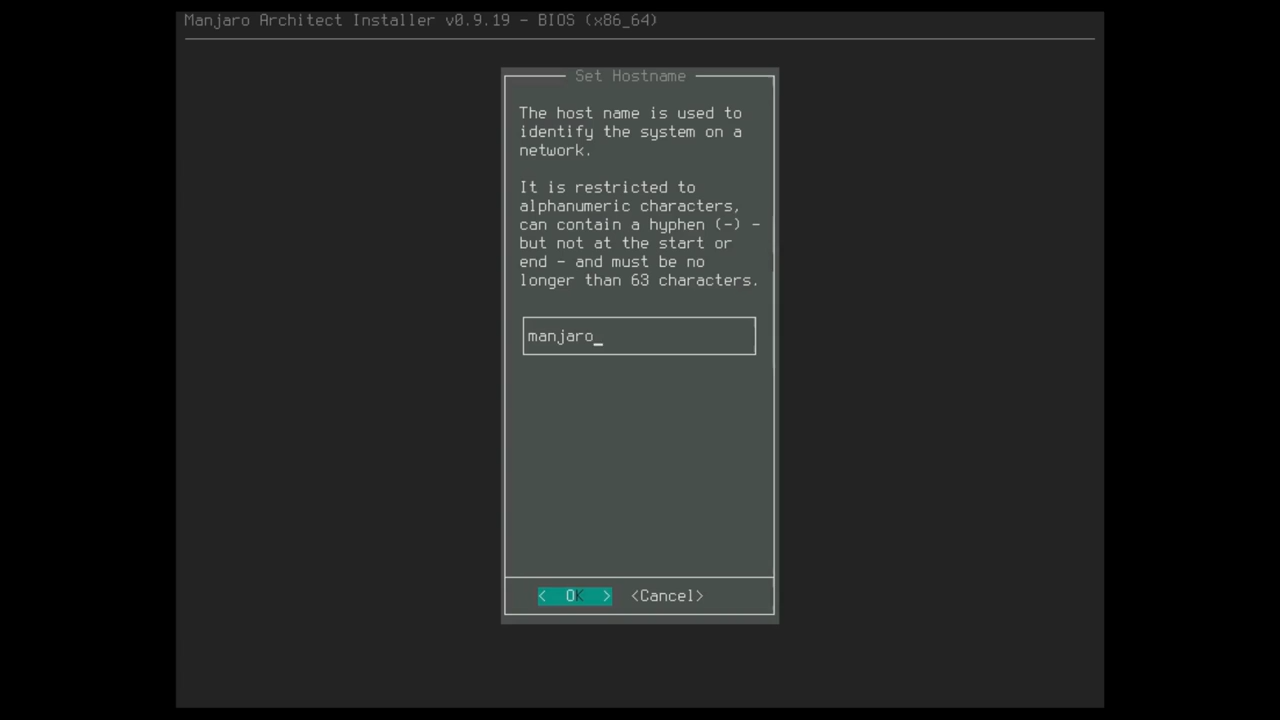 Manjaro Architect Installer v0.9.19 - BIOS (x86_64)
Set Hostname
The host name is used to
identify the system on a
network.
It is restricted to
alphanumeric characters,
can contain a hyphen (-) -
but not at the start or
end - and must be no
longer than 63 characters.
manjaro_
< OK > <Cancel>